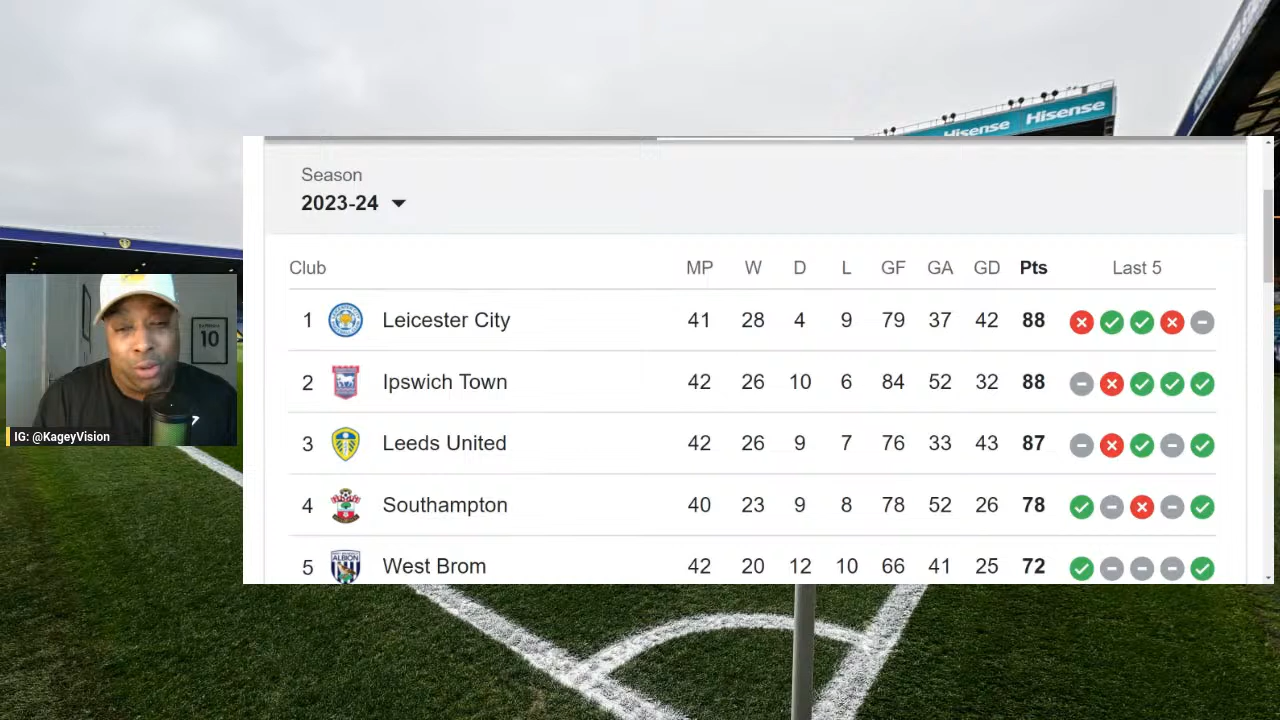 Hisense Hisense
Season
2023-24
Club MP W D L GF GA GD Pts Last 5
1 Leicester City 41 28 4 9 79 37 42 88
2 Ipswich Town 42 26 10 6 84 52 32 88
3 Leeds United 42 26 9 7 76 33 43 87
4 Southampton 40 23 9 8 78 52 26 78
5 ALBION West Brom 42 20 12 10 66 41 25 72
10
IG: @KageyVision